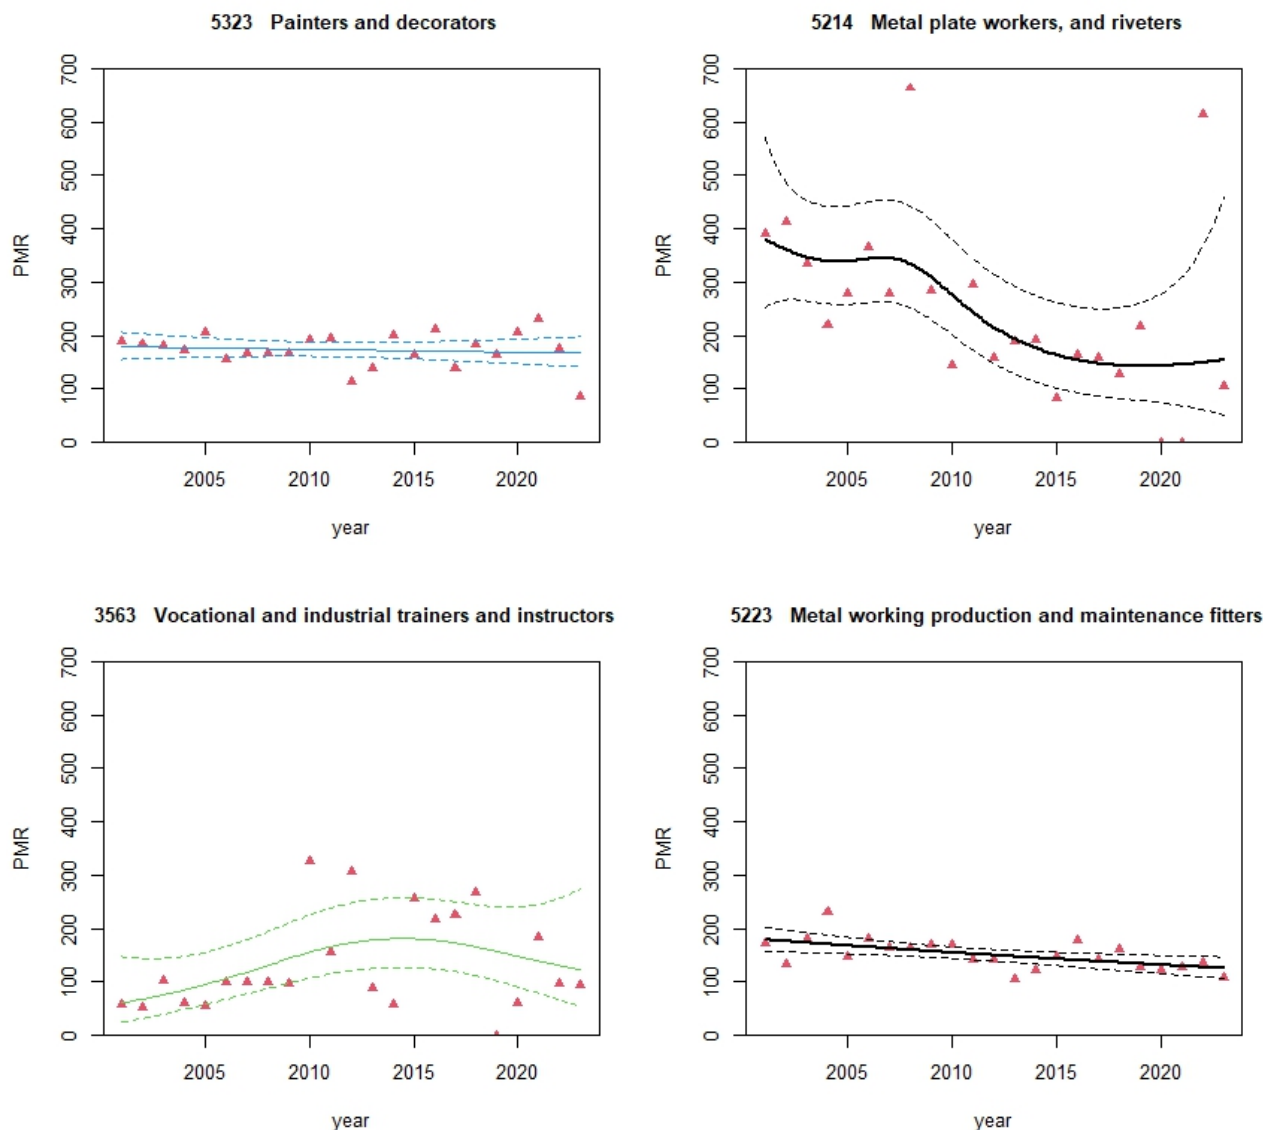 5323 Painters and decorators
700
600
500
400
300
200
100
0
PMR
2005 2010 2015 2020
year
5214 Metal plate workers, and riveters
700
600
500
400
300
200
100
0
PMR
2005 2010 2015 2020
year
3563 Vocational and industrial trainers and instructors
700
600
500
400
300
200
100
0
PMR
2005 2010 2015 2020
year
5223 Metal working production and maintenance fitters
700
600
500
400
300
200
100
0
PMR
2005 2010 2015 2020
year